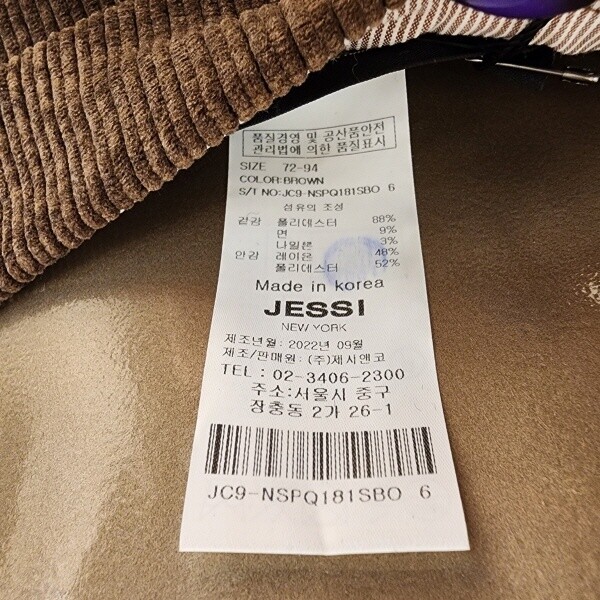 품질경영 및 공산품안전
관리법에 의한 품질표시
SIZE 72-94
COLOR:BROWN
S/T NO:JC9-NSPQ181SBO 6
섬유의 조성
겉감 폴리에스터 88%
면 9%
나일론 3%
안감 레이온 48%
폴리에스터 52%
Made in korea
JESSI
NEW YORK
제조년월: 2022년 09월
제조/판매원 : (주)제시앤코
TEL : 02-3406-2300
주소:서울시 중구
장충동 2가 26-1
JC9-NSPQ181SBO 6